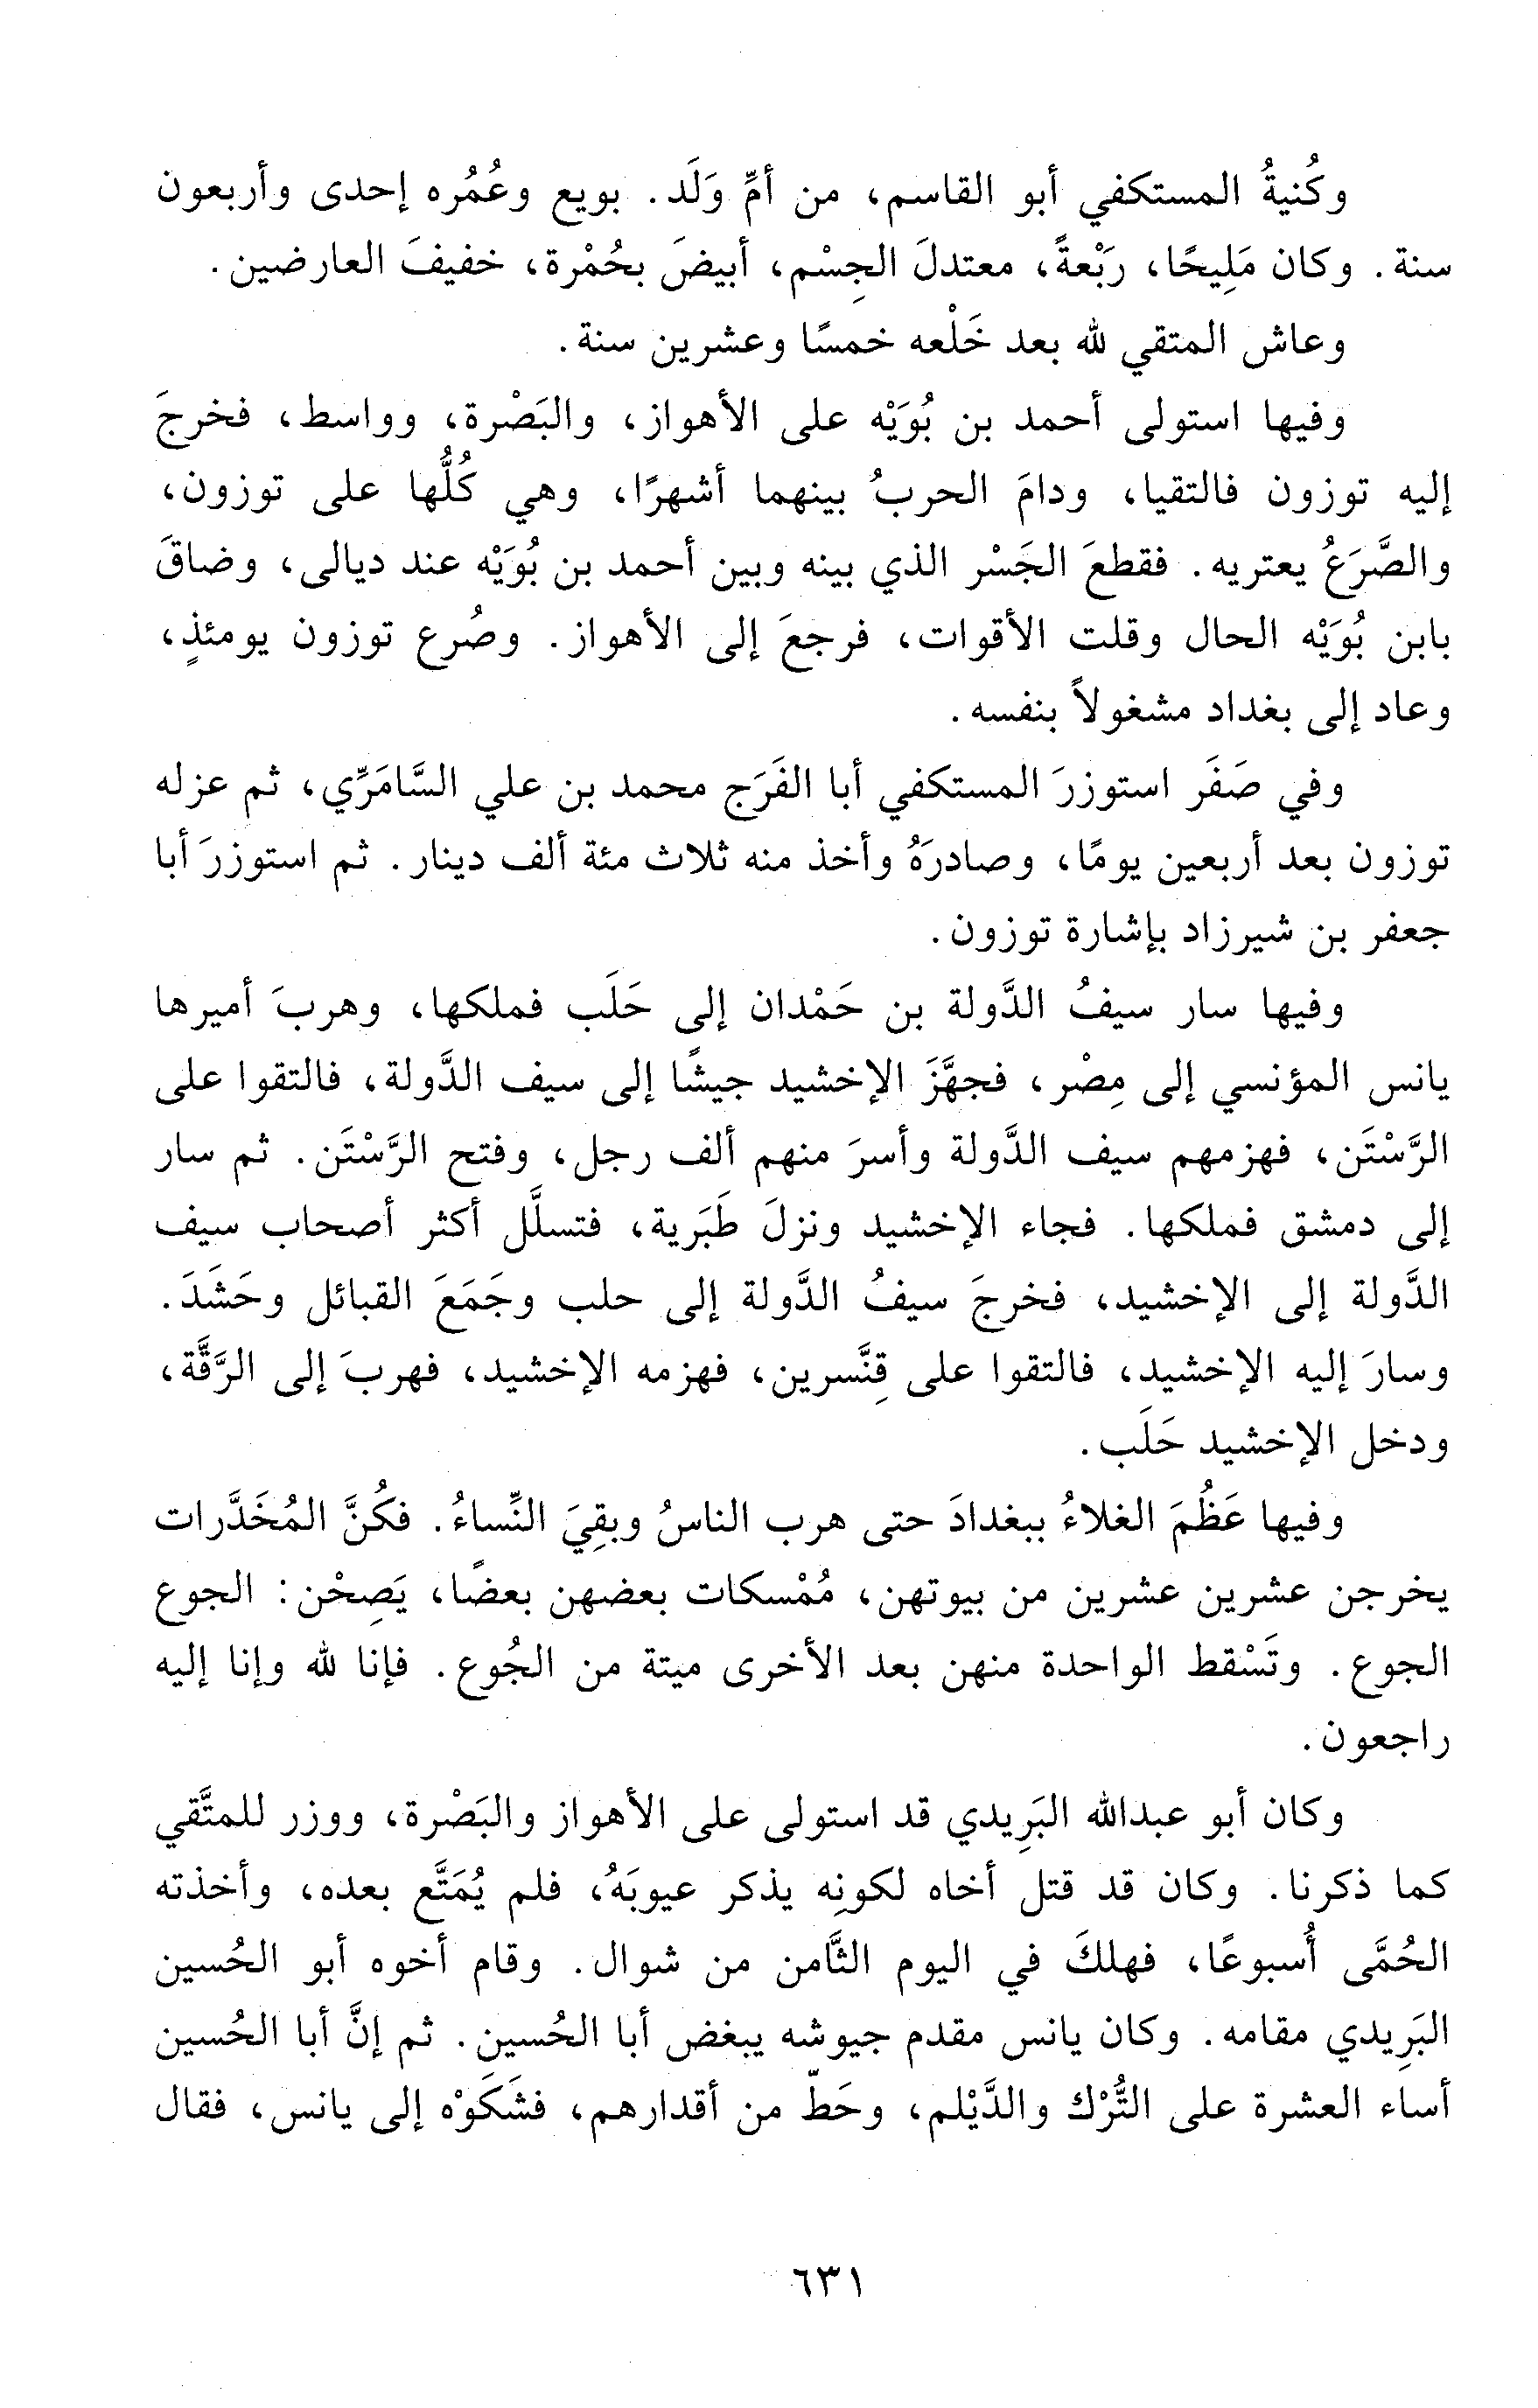 وكُنيةُ المستكفي أبو القاسم، من أمِّ وَلَد. بويع وعُمُره إحدى وأربعون
سنة. وكان مَلِيحًا، رَبْعةً، معتدلَ الجِسْم، أبيضَ بحُمْرة، خفيفَ العارضين.
وعاش المتقي لله بعد خَلْعه خمسًا وعشرين سنة.
وفيها استولى أحمد بن بُوَيْه على الأهواز، والبَصْرة، وواسط، فخرجَ
إليه توزون فالتقيا، ودامَ الحربُ بينهما أشهرًا، وهي كُلُّها على توزون،
والصَّرَعُ يعتريه. فقطعَ الجَسْر الذي بينه وبين أحمد بن بُوَيْه عند ديالى، وضاقَ
بابن بُوَيْه الحال وقلت الأقوات، فرجعَ إلى الأهواز. وصُرع توزون يومئذٍ،
وعاد إلى بغداد مشغولاً بنفسه.
وفي صَفَر استوزرَ المستكفي أبا الفَرَج محمد بن علي السَّامَرِّي، ثم عزله
توزون بعد أربعين يومًا، وصادرَهُ وأخذ منه ثلاث مئة ألف دينار. ثم استوزرَ أبا
جعفر بن شيرزاد بإشارة توزون.
وفيها سار سيفُ الدَّولة بن حَمْدان إلى حَلَب فملكها، وهربَ أميرها
يانس المؤنسي إلى مِصْر، فجهَّزَ الإخشيد جيشًا إلى سيف الدَّولة، فالتقوا على
الرَّسْتَن، فهزمهم سيف الدَّولة وأسرَ منهم ألف رجل، وفتح الرَّسْتَن. ثم سار
إلى دمشق فملكها. فجاء الإخشيد ونزلَ طَبَرية، فتسلَّل أكثر أصحاب سيف
الدَّولة إلى الإخشيد، فخرجَ سيفُ الدَّولة إلى حلب وجَمَعَ القبائل وحَشَدَ.
وسارَ إليه الإخشيد، فالتقوا على قِنَّسرين، فهزمه الإخشيد، فهربَ إلى الرَّقَّة،
ودخل الإخشيد حَلَب.
وفيها عَظُمَ الغلاءُ ببغدادَ حتى هرب الناسُ وبقِيَ النِّساءُ. فكُنَّ المُخَدَّرات
يخرجن عشرين عشرين من بيوتهن، مُمْسكات بعضهن بعضًا، يَصِحْن: الجوع
الجوع. وتَسْقط الواحدة منهن بعد الأخرى ميتة من الجُوع. فإنا لله وإنا إليه
راجعون.
وكان أبو عبدالله البَرِيدي قد استولى على الأهواز والبَصْرة، ووزر للمتَّقي
كما ذكرنا. وكان قد قتل أخاه لكونِه يذكر عيوبَهُ، فلم يُمَتَّع بعده، وأخذته
الحُمَّى أُسبوعًا، فهلكَ في اليوم الثَّامن من شوال. وقام أخوه أبو الحُسين
البَرِيدي مقامه. وكان يانس مقدم جيوشه يبغض أبا الحُسين. ثم إنَّ أبا الحُسين
أساء العشرة على التُّرْك والدَّيْلم، وحَطّ من أقدارهم، فشَكَوْه إلى يانس، فقال
٦٣١